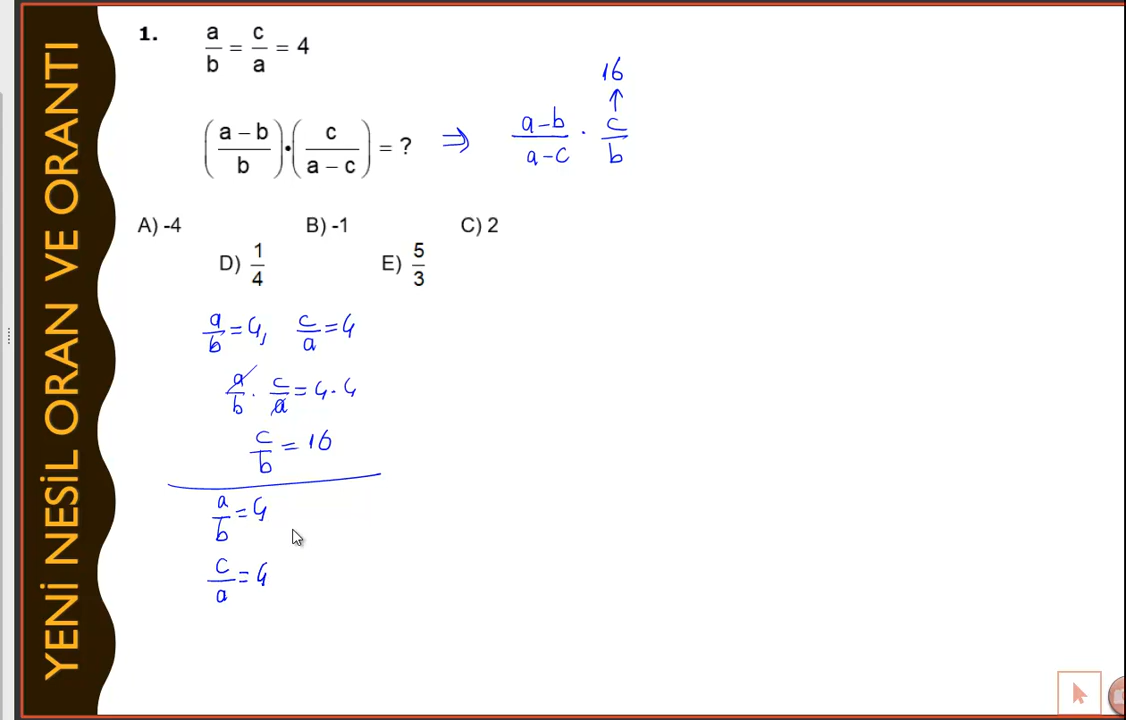 YENİ NESİL ORAN VE ORANTI
1. a/b = c/a = 4
((a – b)/b) • (c/(a – c)) = ? ⇒ (a-b)/(a-c) · c/b ↑ 16
A) -4 B) -1 C) 2
D) 1/4 E) 5/3
a/b = 4, c/a = 4
a/b · c/a = 4 · 4
c/b = 16
a/b = 4
c/a = 4